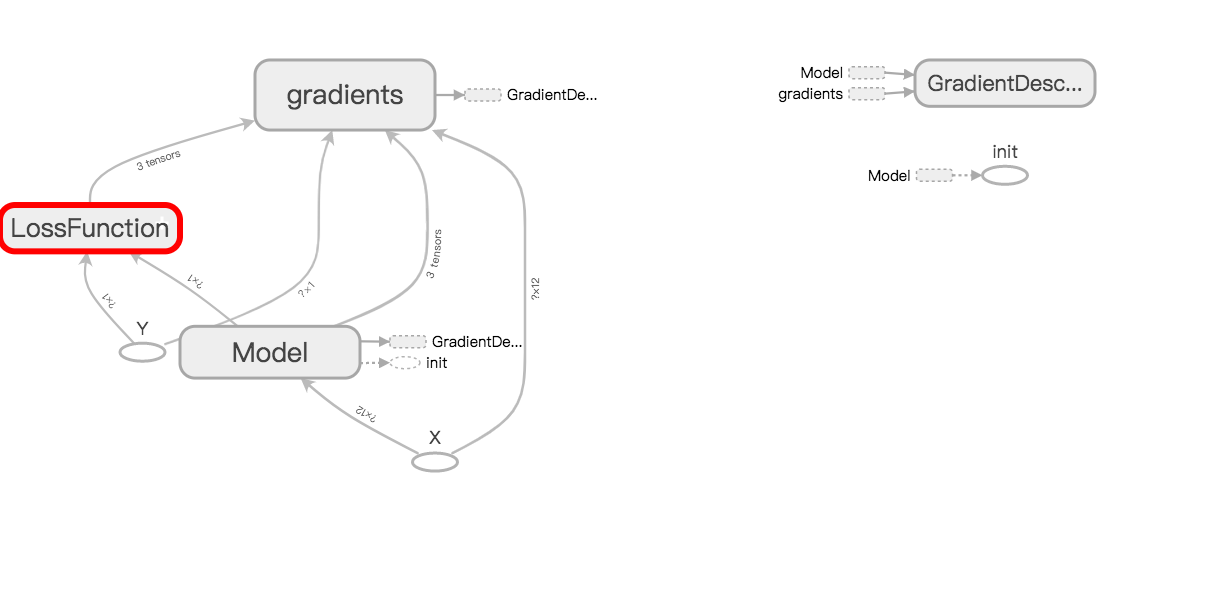 gradients
GradientDe...
3 tensors
LossFunction
?×1
?×1
?×1
3 tensors
?×12
Y
Model
GradientDe...
init
?×12
X
Model
gradients
GradientDesc...
init
Model